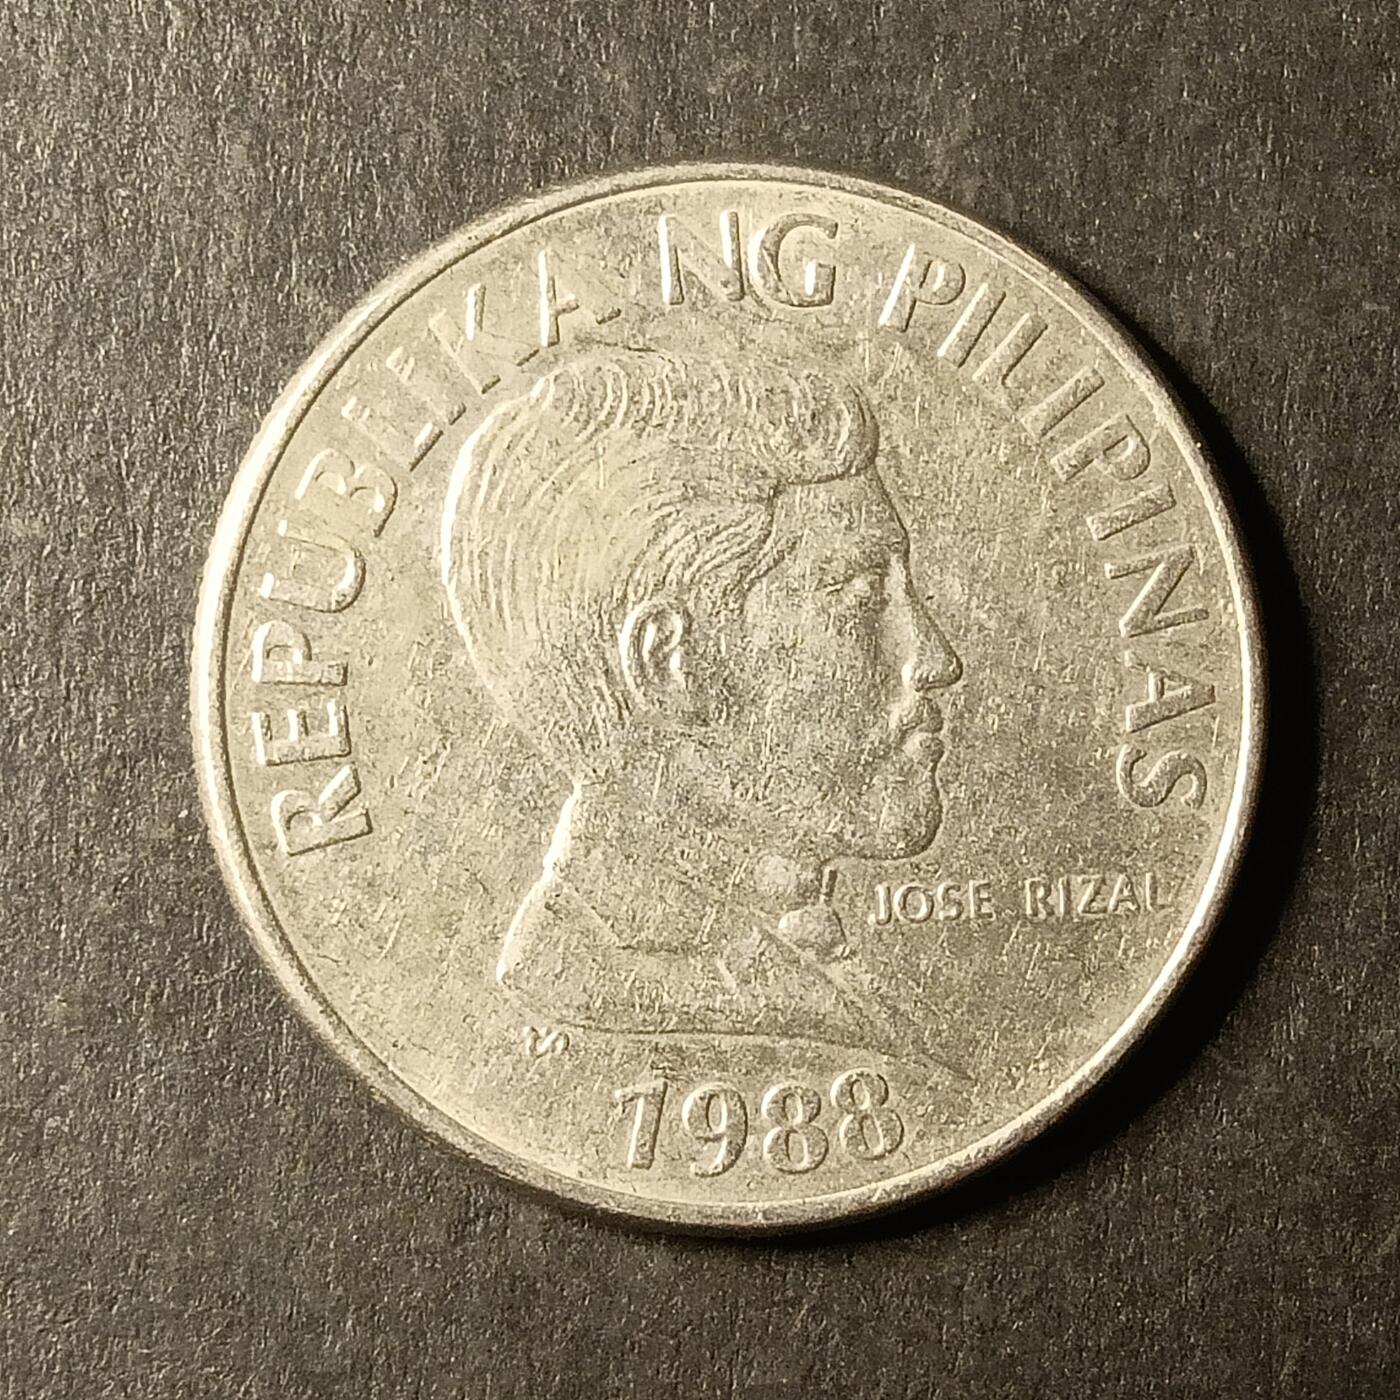 REPUBLIKA NG PILIPINAS
JOSE RIZAL
1988